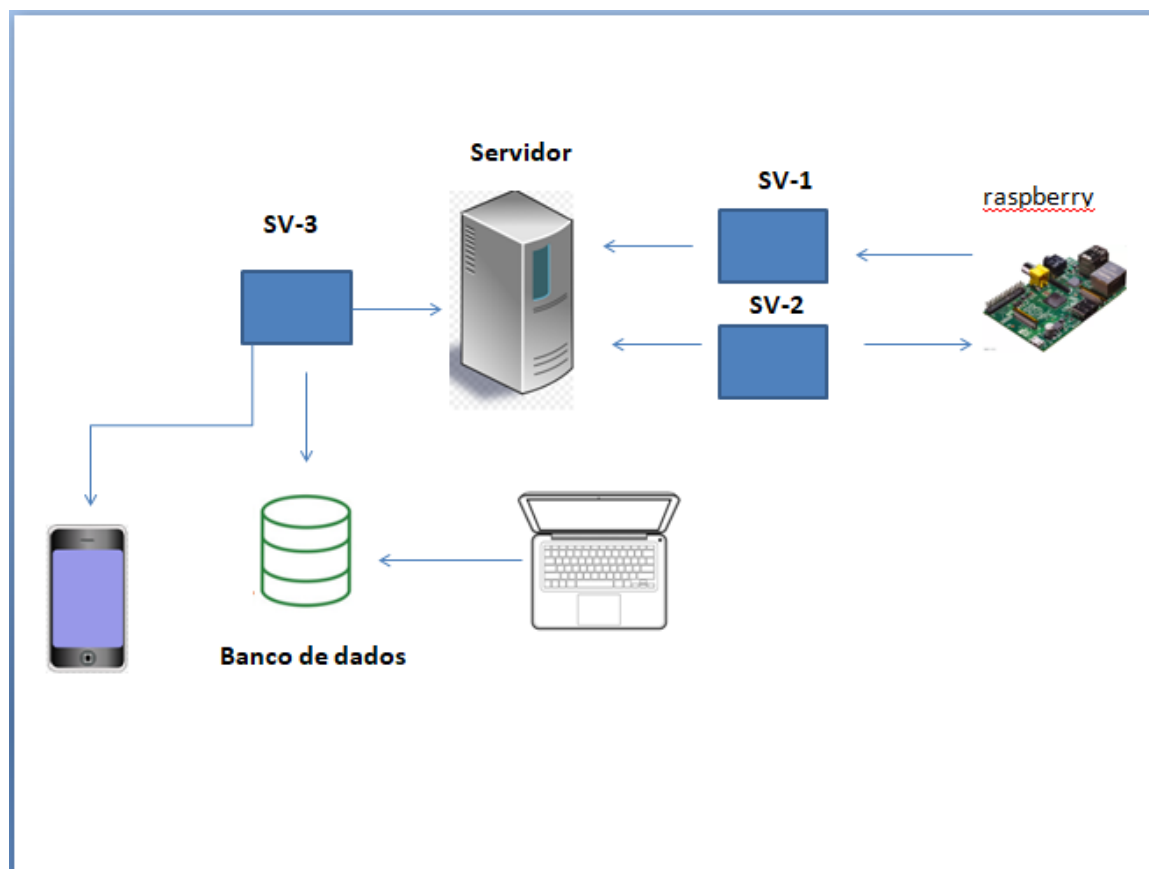 Servidor
SV-1
raspberry
SV-3
SV-2
Banco de dados